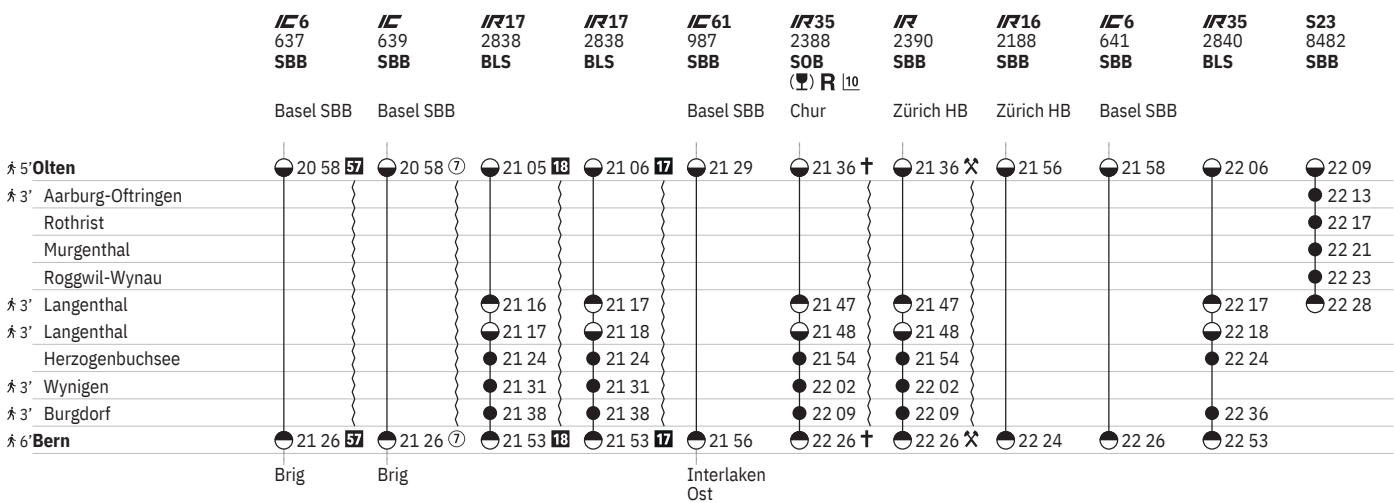 IC6 IC IR17 IR17 IC61 IR35 IR IR16 IC6 IR35 S23
637 639 2838 2838 987 2388 2390 2188 641 2840 8482
SBB SBB BLS BLS SBB SOB SBB SBB SBB BLS SBB
R 10
Basel SBB Basel SBB Basel SBB Chur Zürich HB Zürich HB Basel SBB
5’ Olten 20 58 57 20 58 7 21 05 18 21 06 17 21 29 21 36 † 21 36 21 56 21 58 22 06 22 09
3’ Aarburg-Oftringen 22 13
Rothrist 22 17
Murgenthal 22 21
Roggwil-Wynau 22 23
3’ Langenthal 21 16 21 17 21 47 21 47 22 17 22 28
3’ Langenthal 21 17 21 18 21 48 21 48 22 18
Herzogenbuchsee 21 24 21 24 21 54 21 54 22 24
3’ Wynigen 21 31 21 31 22 02 22 02
3’ Burgdorf 21 38 21 38 22 09 22 09 22 36
6’ Bern 21 26 57 21 26 7 21 53 18 21 53 17 21 56 22 26 † 22 26 22 24 22 26 22 53
Brig Brig Interlaken
Ost